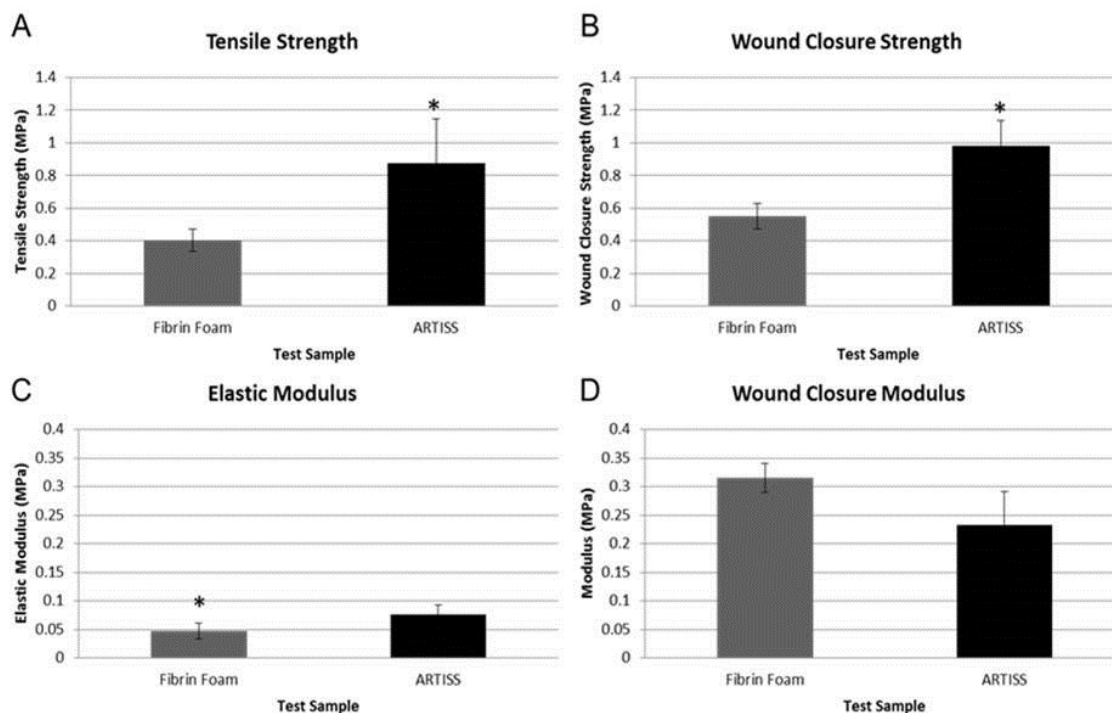 A
Tensile Strength
Tensile Strength (MPa)
1.4
1.2
1
0.8
0.6
0.4
0.2
0
*
Fibrin Foam
ARTISS
Test Sample
B
Wound Closure Strength
Wound Closure Strength (MPa)
1.4
1.2
1
0.8
0.6
0.4
0.2
0
*
Fibrin Foam
ARTISS
Test Sample
C
Elastic Modulus
Elastic Modulus (MPa)
0.4
0.35
0.3
0.25
0.2
0.15
0.1
0.05
0
*
Fibrin Foam
ARTISS
Test Sample
D
Wound Closure Modulus
Modulus (MPa)
0.4
0.35
0.3
0.25
0.2
0.15
0.1
0.05
0
Fibrin Foam
ARTISS
Test Sample